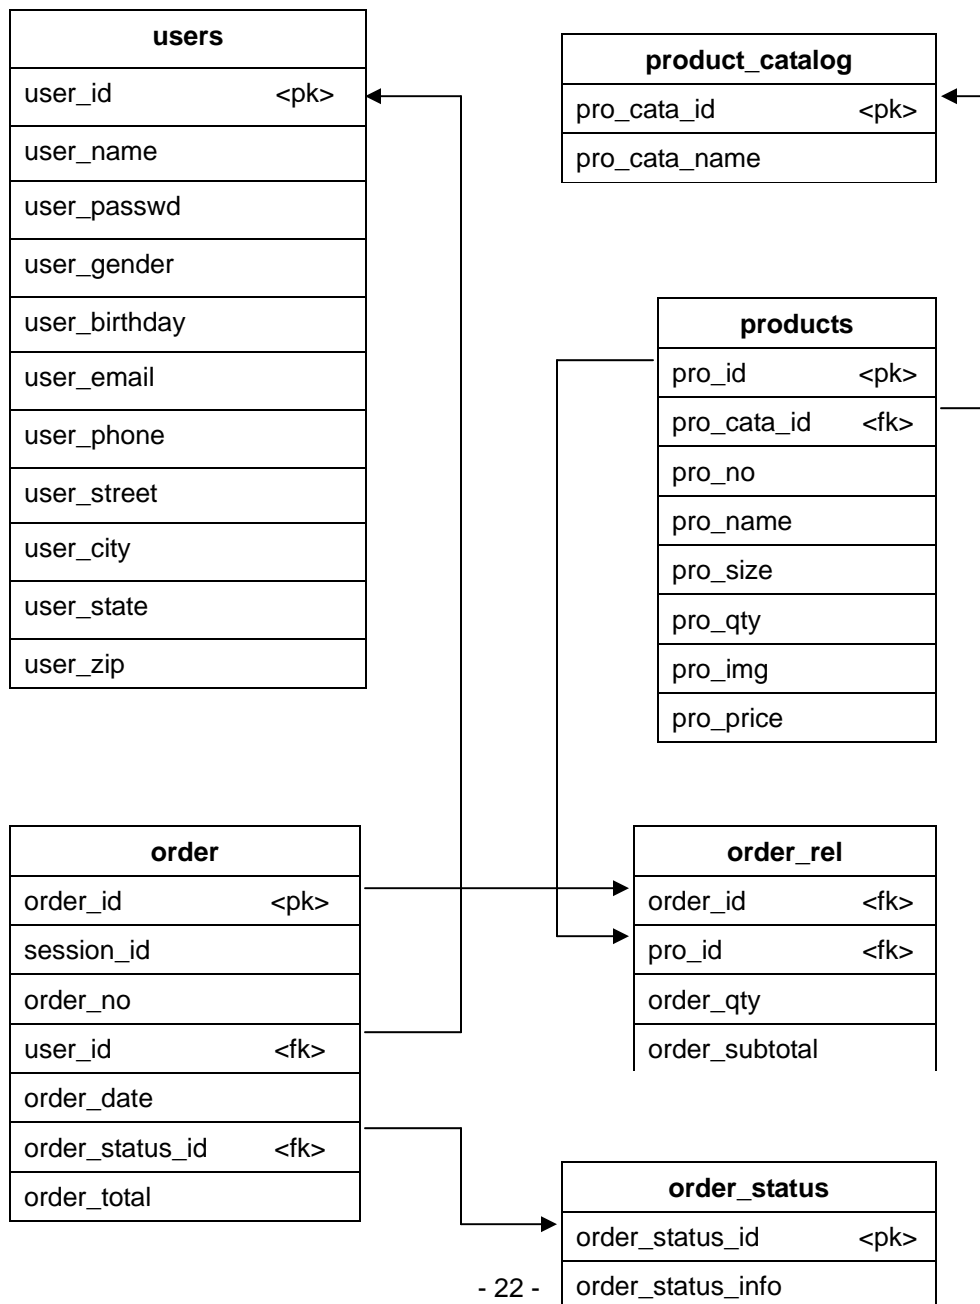 users
user_id <pk>
user_name
user_passwd
user_gender
user_birthday
user_email
user_phone
user_street
user_city
user_state
user_zip
product_catalog
pro_cata_id <pk>
pro_cata_name
products
pro_id <pk>
pro_cata_id <fk>
pro_no
pro_name
pro_size
pro_qty
pro_img
pro_price
order
order_id <pk>
session_id
order_no
user_id <fk>
order_date
order_status_id <fk>
order_total
order_rel
order_id <fk>
pro_id <fk>
order_qty
order_subtotal
order_status
order_status_id <pk>
order_status_info
- 22 -